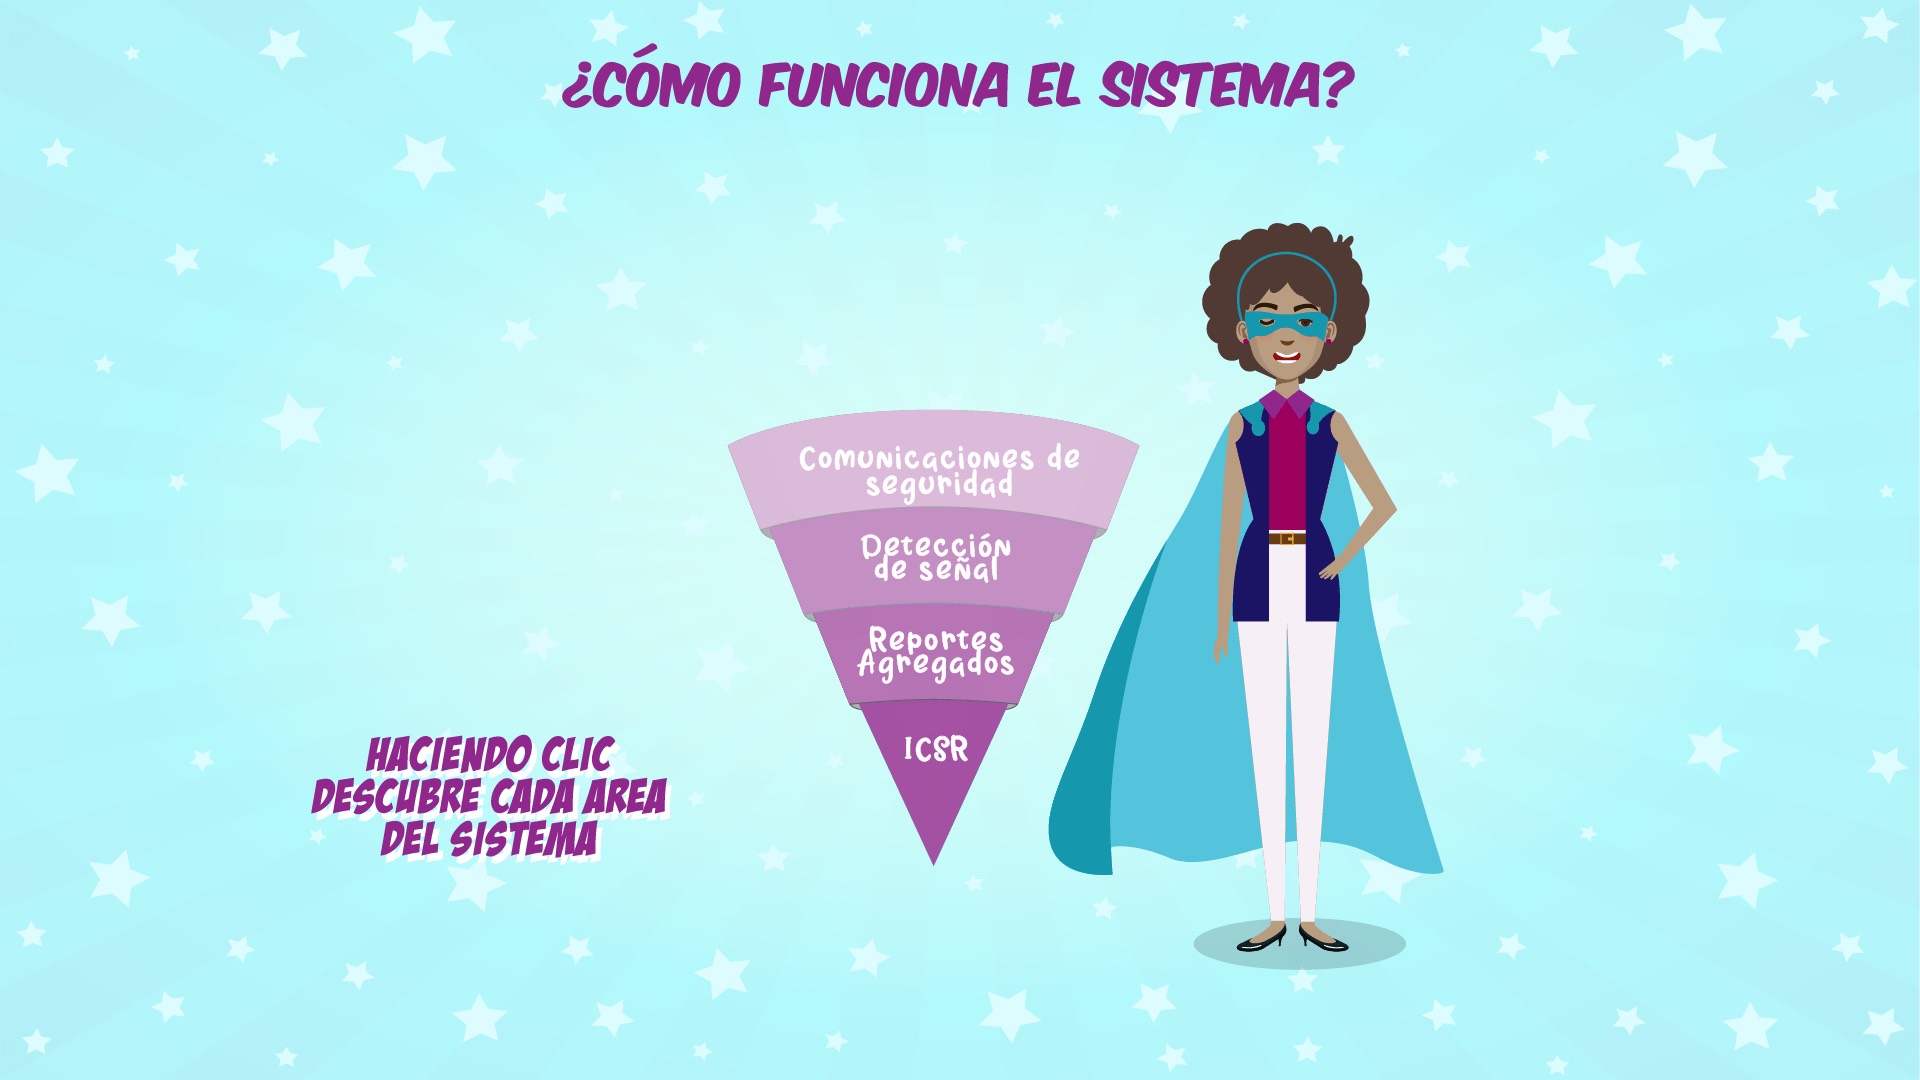 ¿CÓMO FUNCIONA EL SISTEMA?
Comunicaciones de
seguridad
Detección
de señal
Reportes
Agregados
ICSR
HACIENDO CLIC
DESCUBRE CADA AREA
DEL SISTEMA